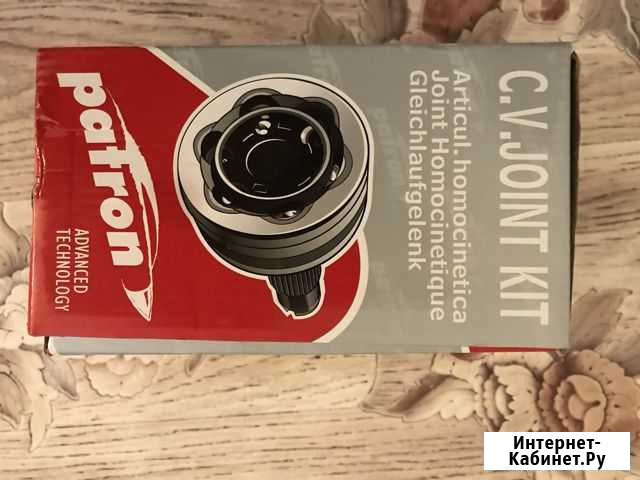 C.V.JOINT KIT
Articul. homocinetica
Joint Homocinetique
Gleichlaufgelenk
patron
ADVANCED
TECHNOLOGY
Интернет-
Кабинет.Ру